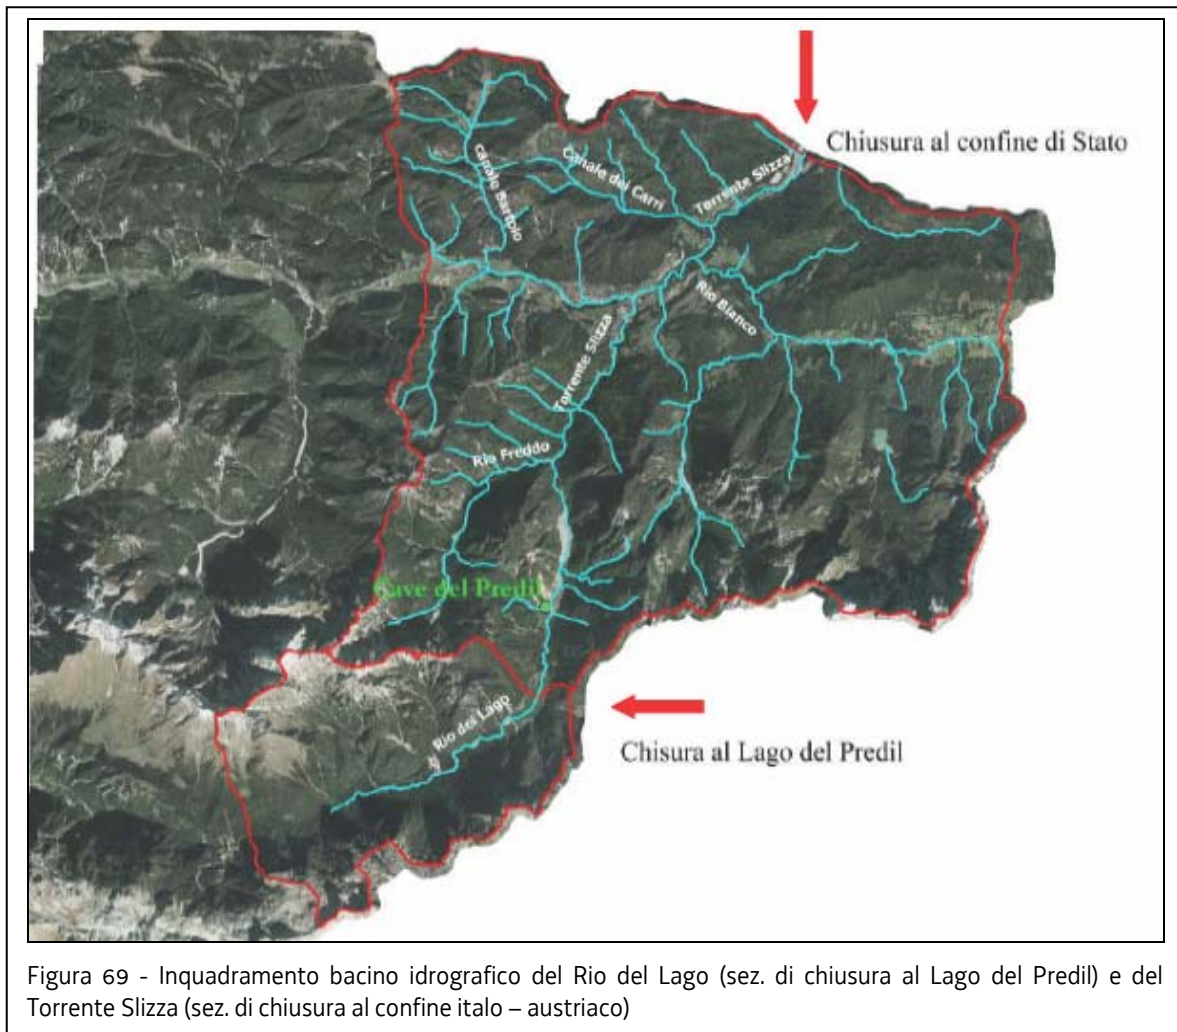 Chiusura al confine di Stato
canale Bartolo
Canale dei Carri
Torrente Slizza
Rio Bianco
Torrente Slizza
Rio Freddo
Cave del Predil
Rio del Lago
Chisura al Lago del Predil
Figura 69 - Inquadramento bacino idrografico del Rio del Lago (sez. di chiusura al Lago del Predil) e del
Torrente Slizza (sez. di chiusura al confine italo – austriaco)